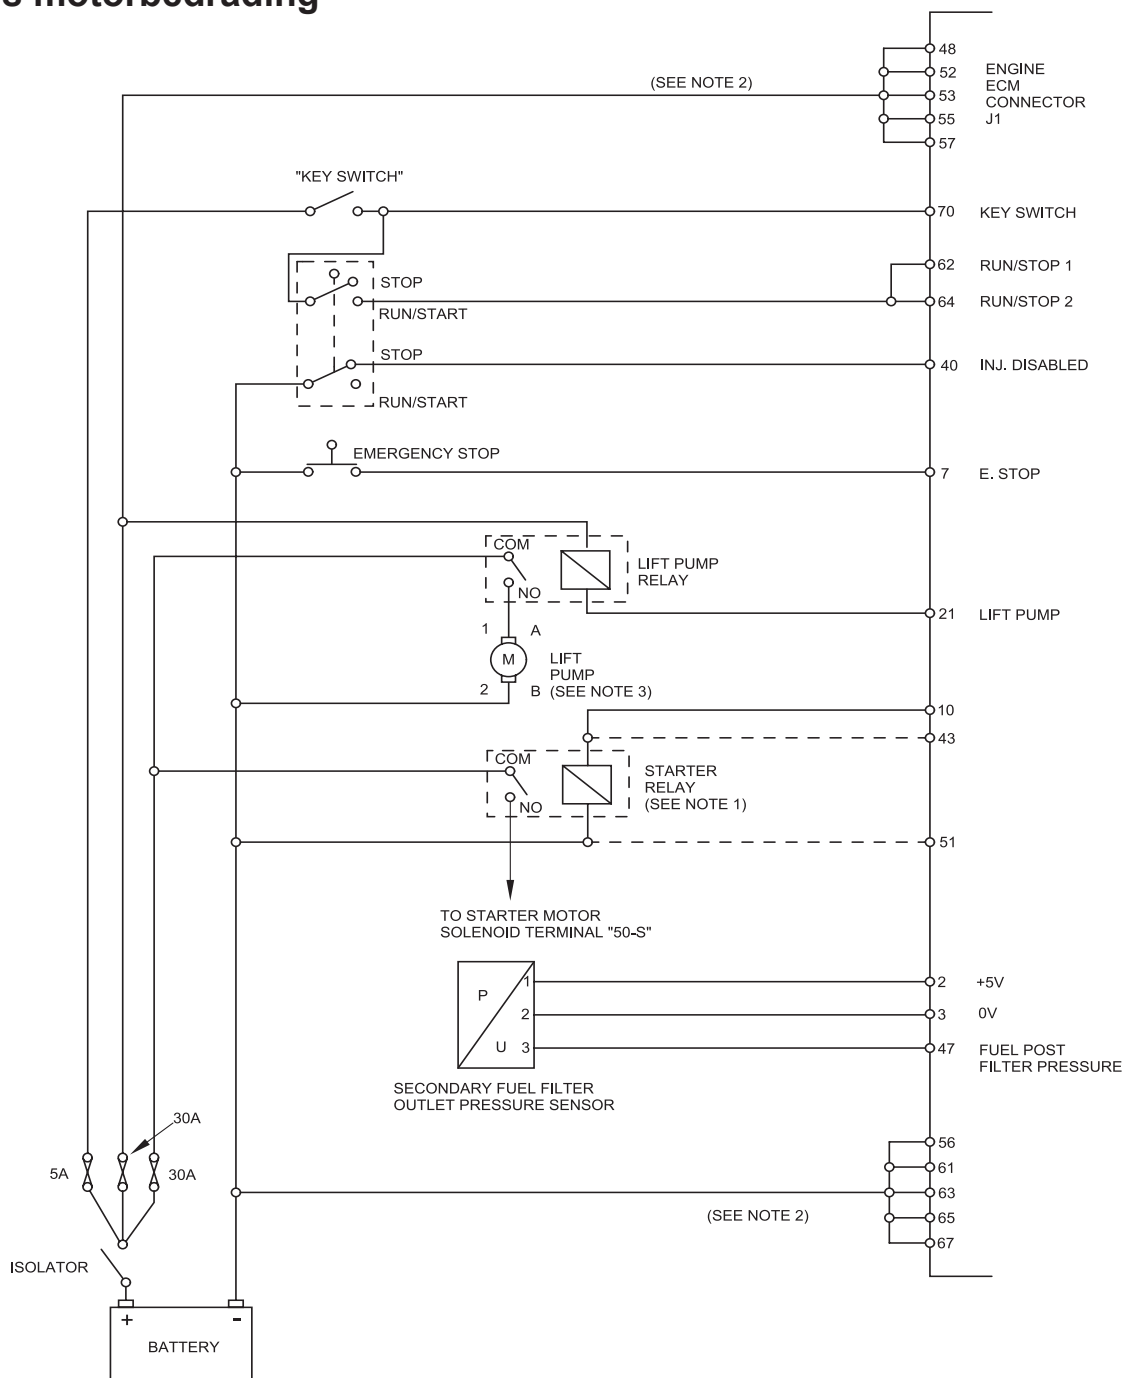 s motorbedrading
48
(SEE NOTE 2)
52
ENGINE
ECM
CONNECTOR
J1
53
55
57
"KEY SWITCH"
70 KEY SWITCH
62 RUN/STOP 1
STOP
64 RUN/STOP 2
RUN/START
STOP
40 INJ. DISABLED
RUN/START
EMERGENCY STOP
7 E. STOP
COM
NO
LIFT PUMP
RELAY
21 LIFT PUMP
1 A
M
LIFT
PUMP
2 B (SEE NOTE 3)
10
43
COM
NO
STARTER
RELAY
(SEE NOTE 1)
51
TO STARTER MOTOR
SOLENOID TERMINAL "50-S"
P
U
1
2
3
2 +5V
3 0V
47 FUEL POST
FILTER PRESSURE
SECONDARY FUEL FILTER
OUTLET PRESSURE SENSOR
30A
5A
30A
56
61
63
(SEE NOTE 2)
65
67
ISOLATOR
+ -
BATTERY